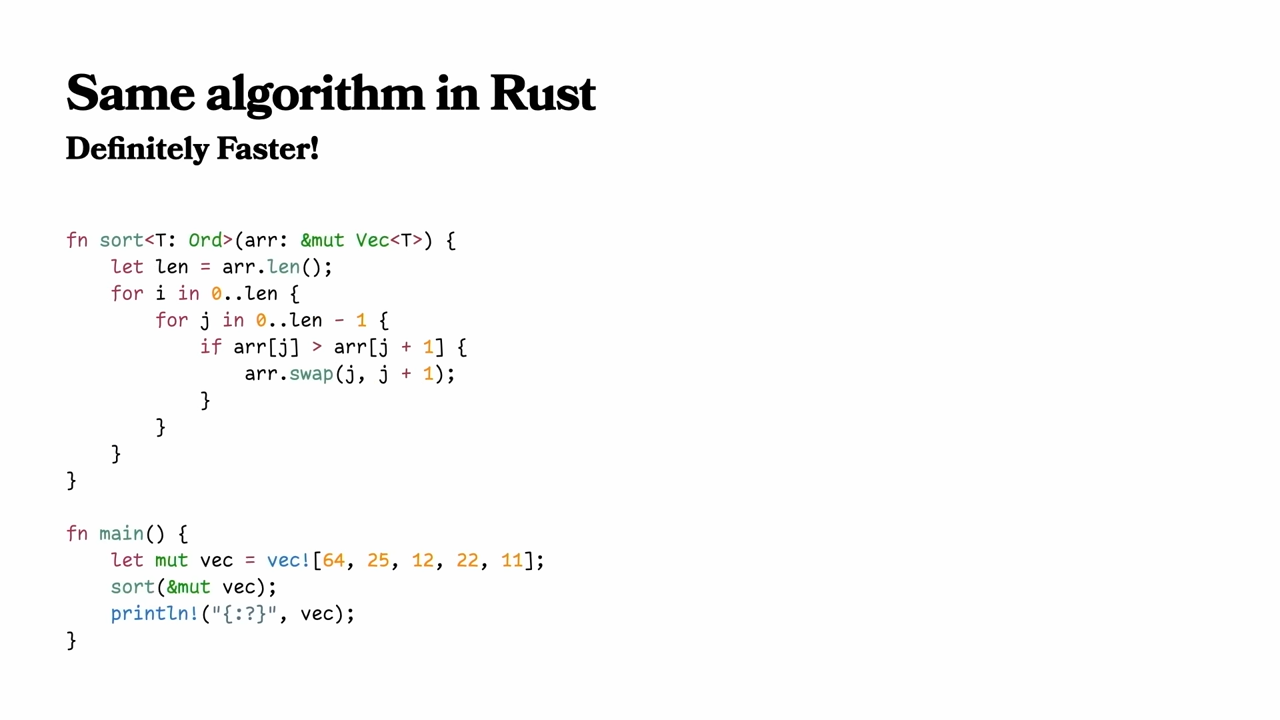 Same algorithm in Rust
Definitely Faster!
fn sort<T: Ord>(arr: &mut Vec<T>) {
    let len = arr.len();
    for i in 0..len {
        for j in 0..len - 1 {
            if arr[j] > arr[j + 1] {
                arr.swap(j, j + 1);
            }
        }
    }
}
fn main() {
    let mut vec = vec![64, 25, 12, 22, 11];
    sort(&mut vec);
    println!("{:?}", vec);
}